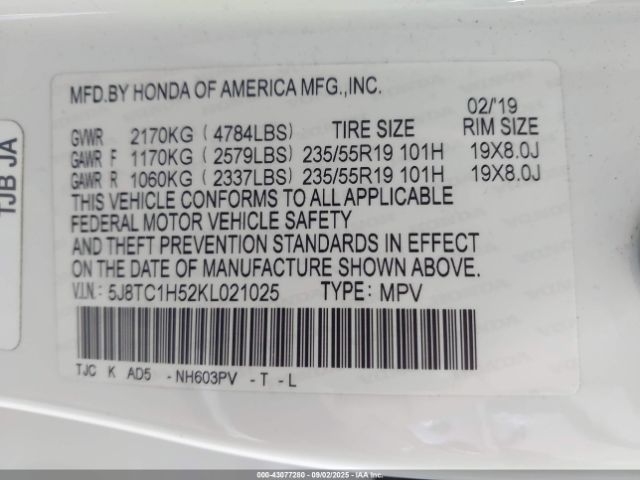 MFD.BY HONDA OF AMERICA MFG.,INC.
02/'19
GVWR 2170KG ( 4784LBS) TIRE SIZE RIM SIZE
GAWR F 1170KG ( 2579LBS) 235/55R19 101H 19X8.0J
GAWR R 1060KG ( 2337LBS) 235/55R19 101H 19X8.0J
THIS VEHICLE CONFORMS TO ALL APPLICABLE
FEDERAL MOTOR VEHICLE SAFETY
AND THEFT PREVENTION STANDARDS IN EFFECT
ON THE DATE OF MANUFACTURE SHOWN ABOVE.
V.I.N.: 5J8TC1H52KL021025 TYPE: MPV
TJC K AD5 -NH603PV -T -L
TJB JA
000-43077280 - 09/02/2025 - IAA Inc.